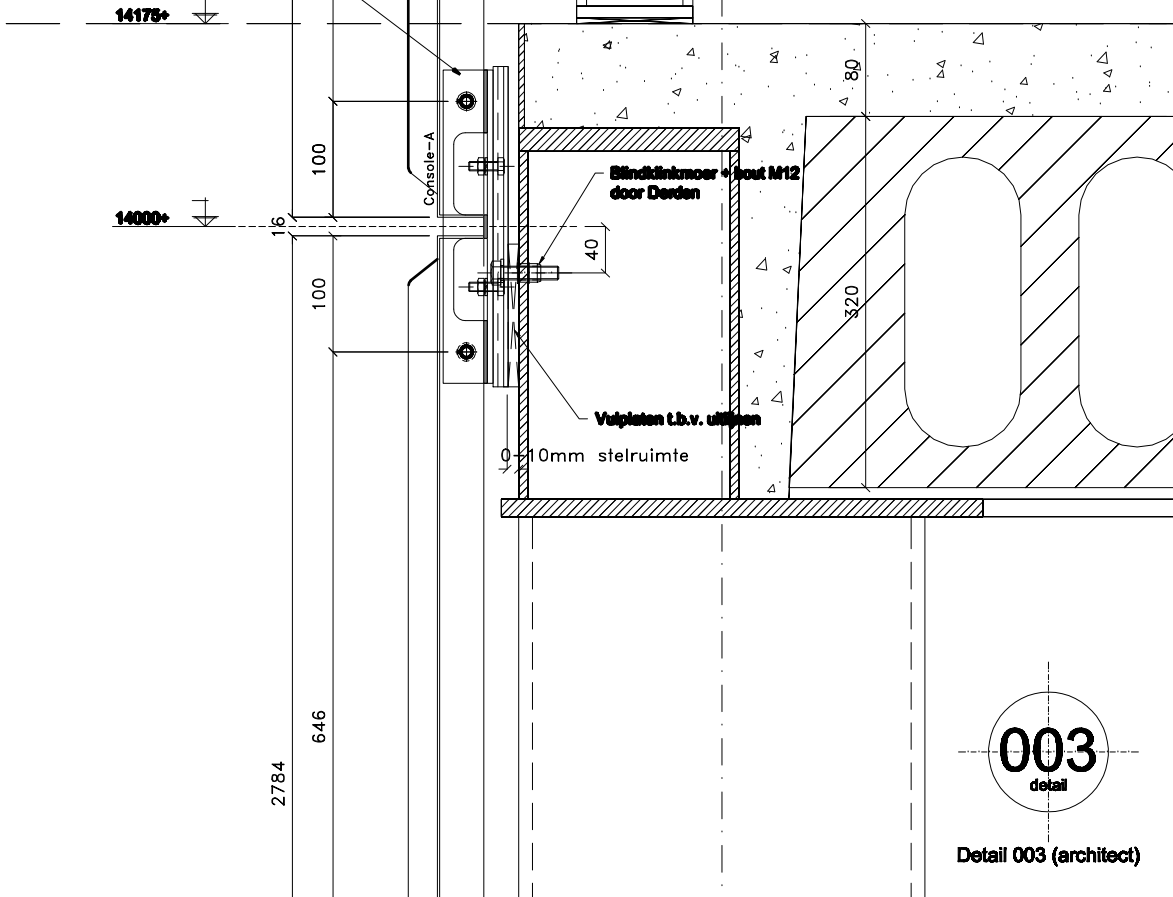 14175+
80
100
Console-A
Blindklinkmoer + bout M12
door Derden
14000+
16
40
100
320
Vulplaten t.b.v. uitlijnen
0-10mm stelruimte
646
2784
003
detail
Detail 003 (architect)